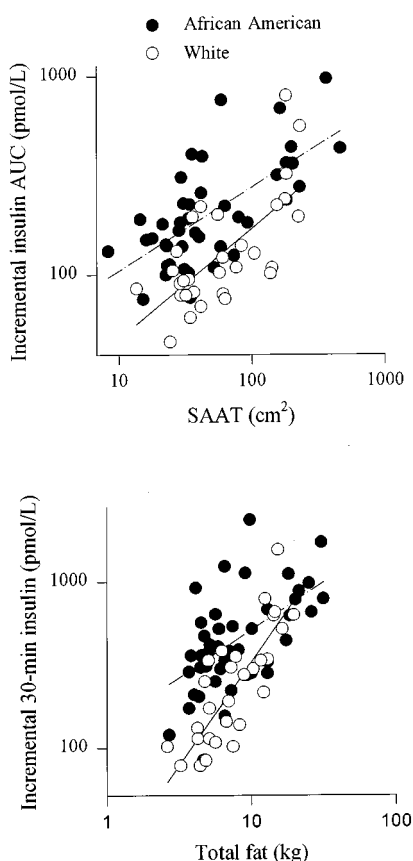 African American
White
Incremental insulin AUC (pmol/L)
1000
100
10
100
1000
SAAT (cm²)
Incremental 30-min insulin (pmol/L)
1000
100
1
10
100
Total fat (kg)